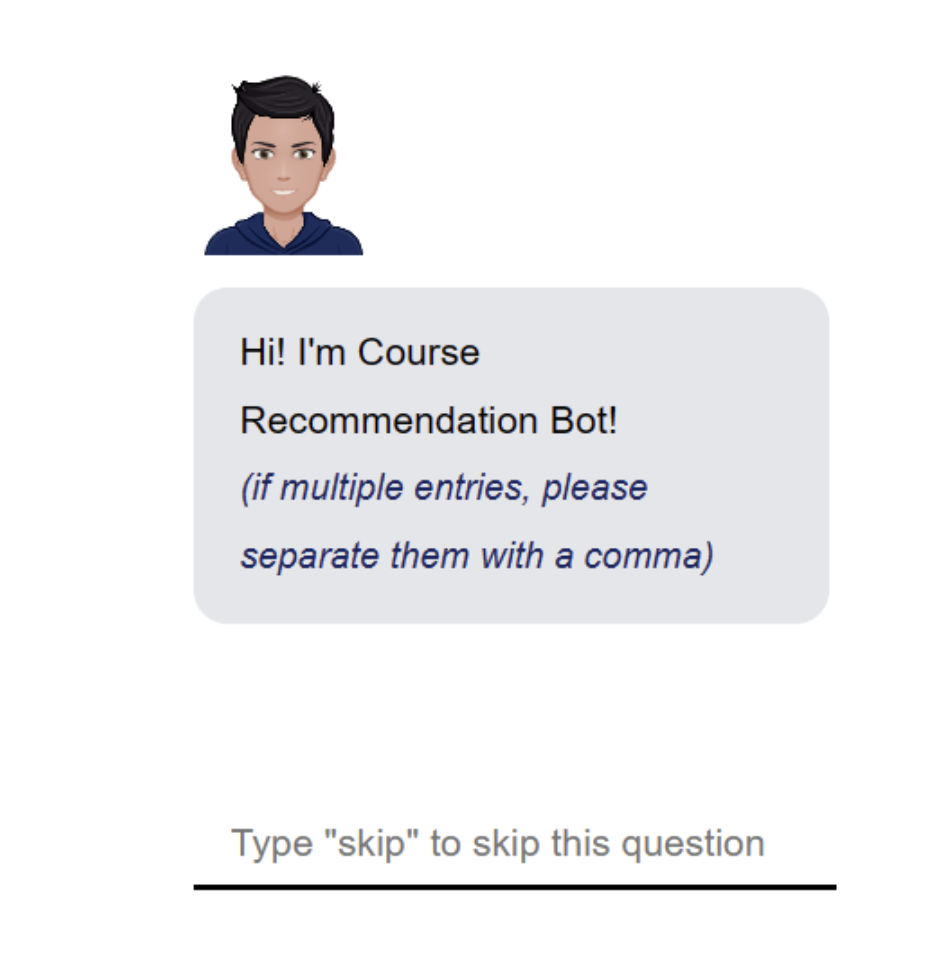 Hi! I'm Course
Recommendation Bot!
(if multiple entries, please
separate them with a comma)
Type "skip" to skip this question